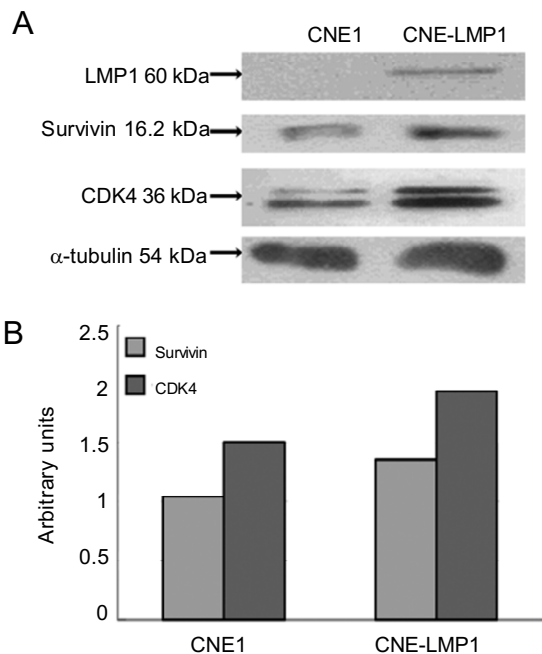 A
CNE1 CNE-LMP1
LMP1 60 kDa
Survivin 16.2 kDa
CDK4 36 kDa
α-tubulin 54 kDa
B
2.5
2
1.5
1
0.5
0
Arbitrary units
Survivin
CDK4
CNE1 CNE-LMP1